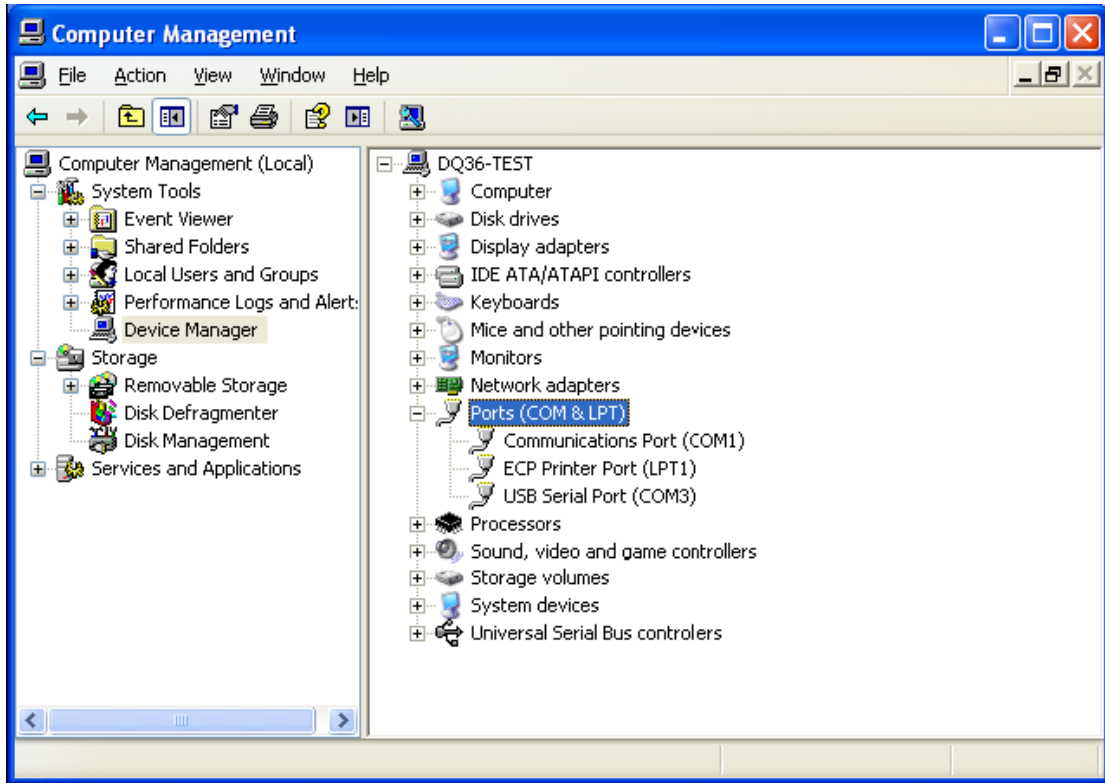 Computer Management
File Action View Window Help
Computer Management (Local)
System Tools
Event Viewer
Shared Folders
Local Users and Groups
Performance Logs and Alert:
Device Manager
Storage
Removable Storage
Disk Defragmenter
Disk Management
Services and Applications
DQ36-TEST
Computer
Disk drives
Display adapters
IDE ATA/ATAPI controllers
Keyboards
Mice and other pointing devices
Monitors
Network adapters
Ports (COM & LPT)
Communications Port (COM1)
ECP Printer Port (LPT1)
USB Serial Port (COM3)
Processors
Sound, video and game controllers
Storage volumes
System devices
Universal Serial Bus controlers